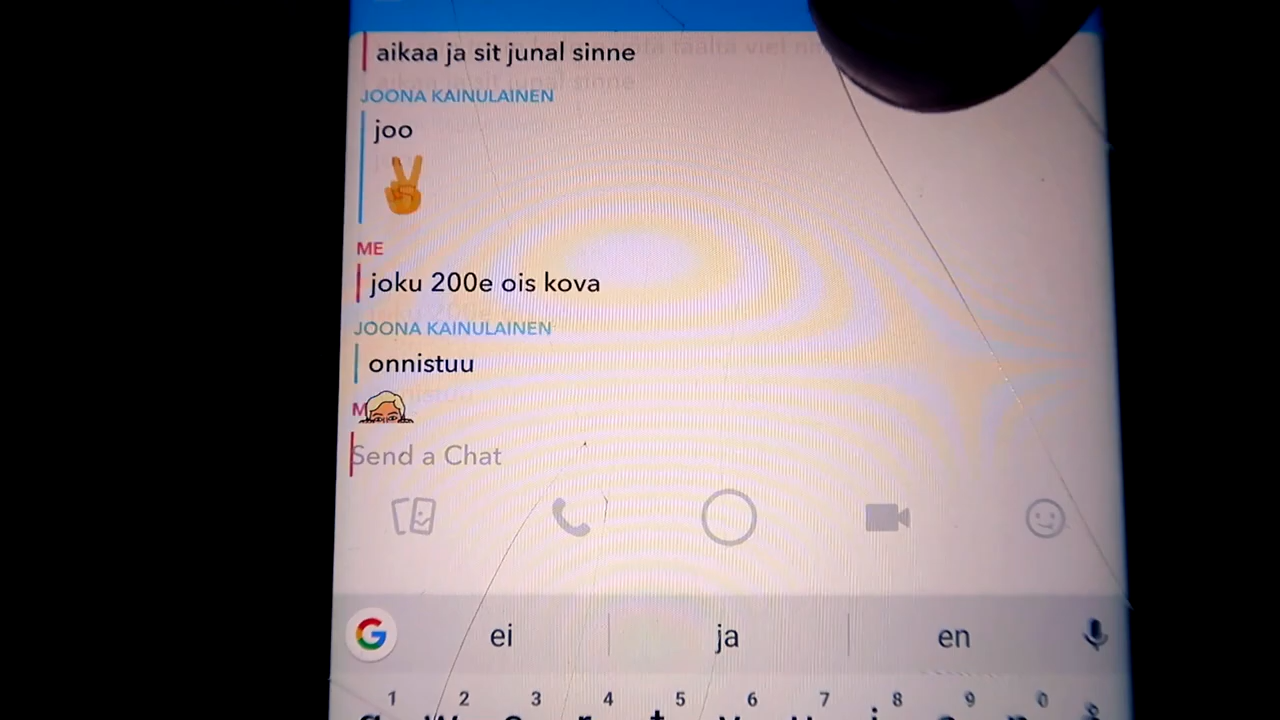 aikaa ja sit junal sinne
JOONA KAINULAINEN
joo
ME
joku 200e ois kova
JOONA KAINULAINEN
onnistuu
M
Send a Chat
ei ja en
1 2 3 4 5 6 7 8 9 0